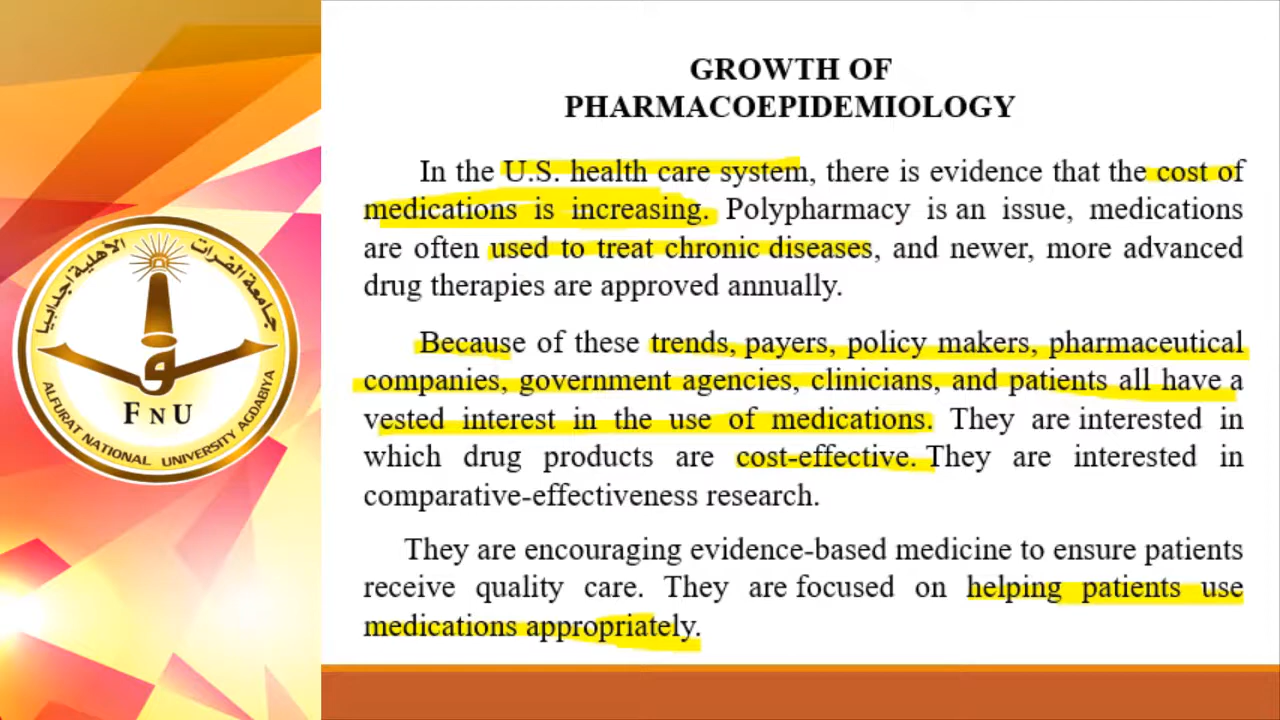 GROWTH OF
PHARMACOEPIDEMIOLOGY
In the U.S. health care system, there is evidence that the cost of
medications is increasing. Polypharmacy is an issue, medications
are often used to treat chronic diseases, and newer, more advanced
drug therapies are approved annually.
Because of these trends, payers, policy makers, pharmaceutical
companies, government agencies, clinicians, and patients all have a
vested interest in the use of medications. They are interested in
which drug products are cost-effective. They are interested in
comparative-effectiveness research.
They are encouraging evidence-based medicine to ensure patients
receive quality care. They are focused on helping patients use
medications appropriately.
جامعة الفرات الأهلية اجدابيا
FNU
ALFURAT NATIONAL UNIVERSITY AGDABIYA